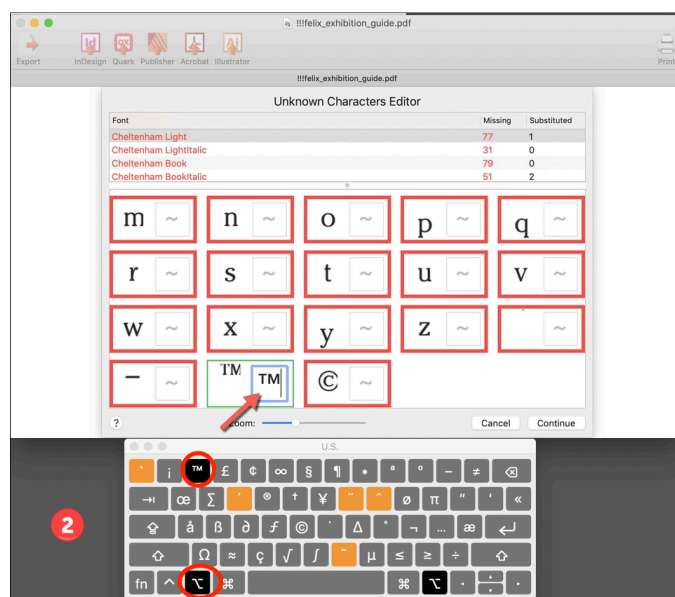 !!!felix_exhibition_guide.pdf
Export InDesign Quark Publisher Acrobat Illustrator Print
!!!felix_exhibition_guide.pdf
Unknown Characters Editor
Font Missing Substituted
Cheltenham Light 77 1
Cheltenham LightItalic 31 0
Cheltenham Book 79 0
Cheltenham BookItalic 51 2
m ~ n ~ o ~ p ~ q ~
r ~ s ~ t ~ u ~ v ~
w ~ x ~ y ~ z ~ ~
– ~ ™ ™ © ~
? Zoom: Cancel Continue
U.S.
` ¡ ™ £ ¢ ∞ § ¶ • ª º – ≠ ⌫
⇥ œ ∑ ´ ® † ¥ ¨ ˆ ø π “ ‘ «
2
⇪ å ß ∂ ƒ © ˙ ∆ ˚ ¬ … æ ↵
⇧ Ω ≈ ç √ ∫ ˜ µ ≤ ≥ ÷ ⇧
fn ^ ⌥ ⌘ ⌘ ⌥